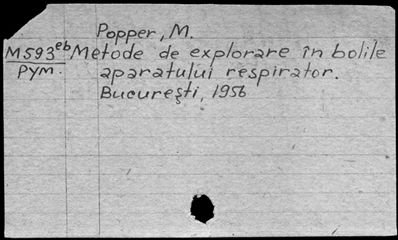 Popper, M.
M593eb Metode de explorare în bolile
PYM. aparatului respirator.
Bucureşti, 1956